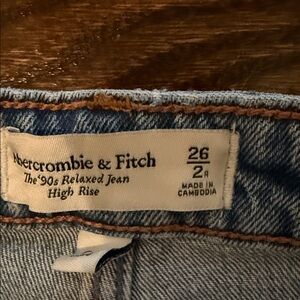 Abercrombie & Fitch
The '90s Relaxed Jean
High Rise
26
2R
MADE IN
CAMBODIA